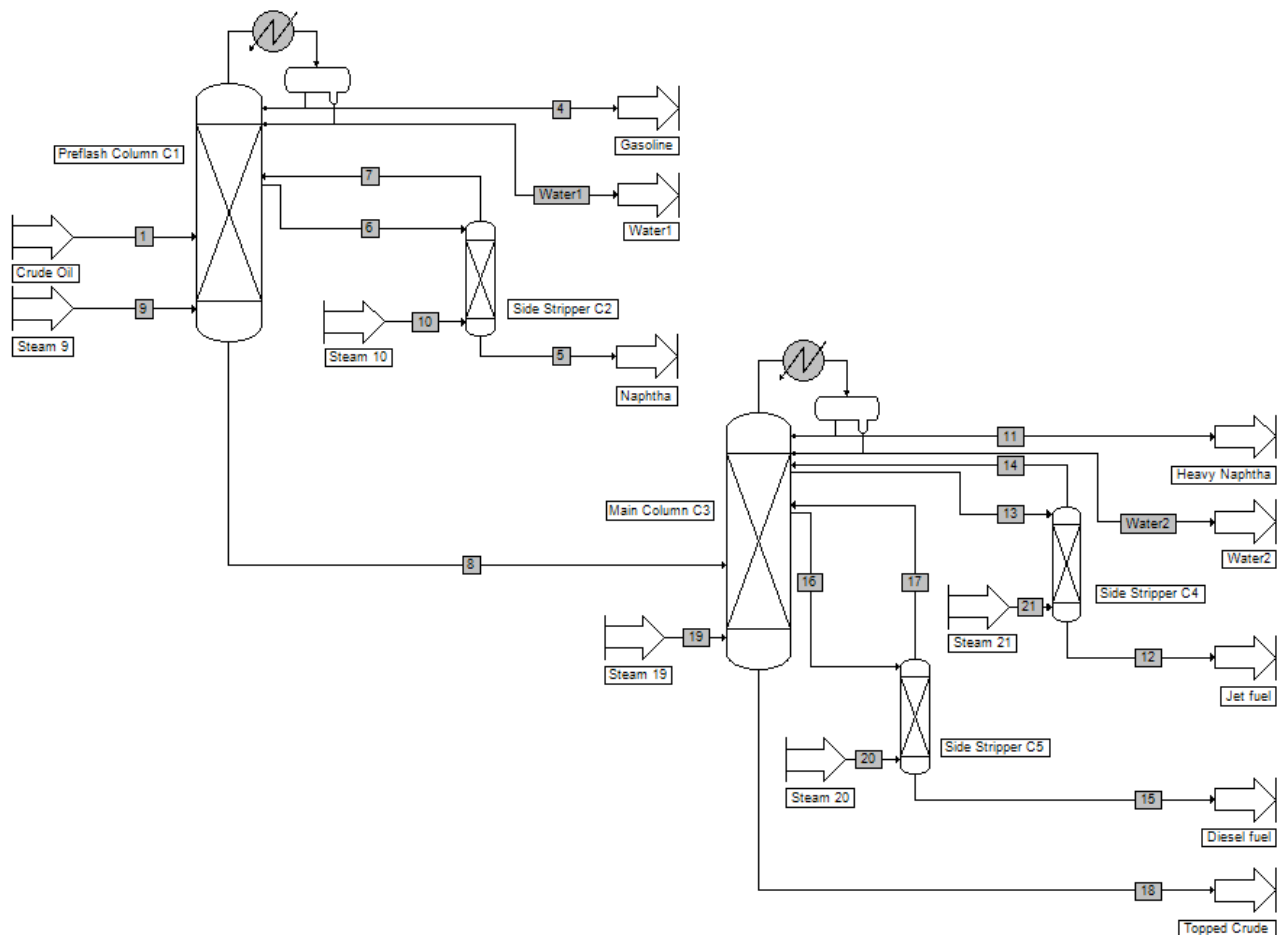 4
Gasoline
Preflash Column C1
7
Water1
6
Water1
1
Crude Oil
9
Steam 9
Side Stripper C2
10
Steam 10
5
Naphtha
11
Heavy Naphtha
14
Main Column C3
13
Water2
Water2
8
16
17
Side Stripper C4
21
Steam 21
19
Steam 19
12
Jet fuel
Side Stripper C5
20
Steam 20
15
Diesel fuel
18
Topped Crude